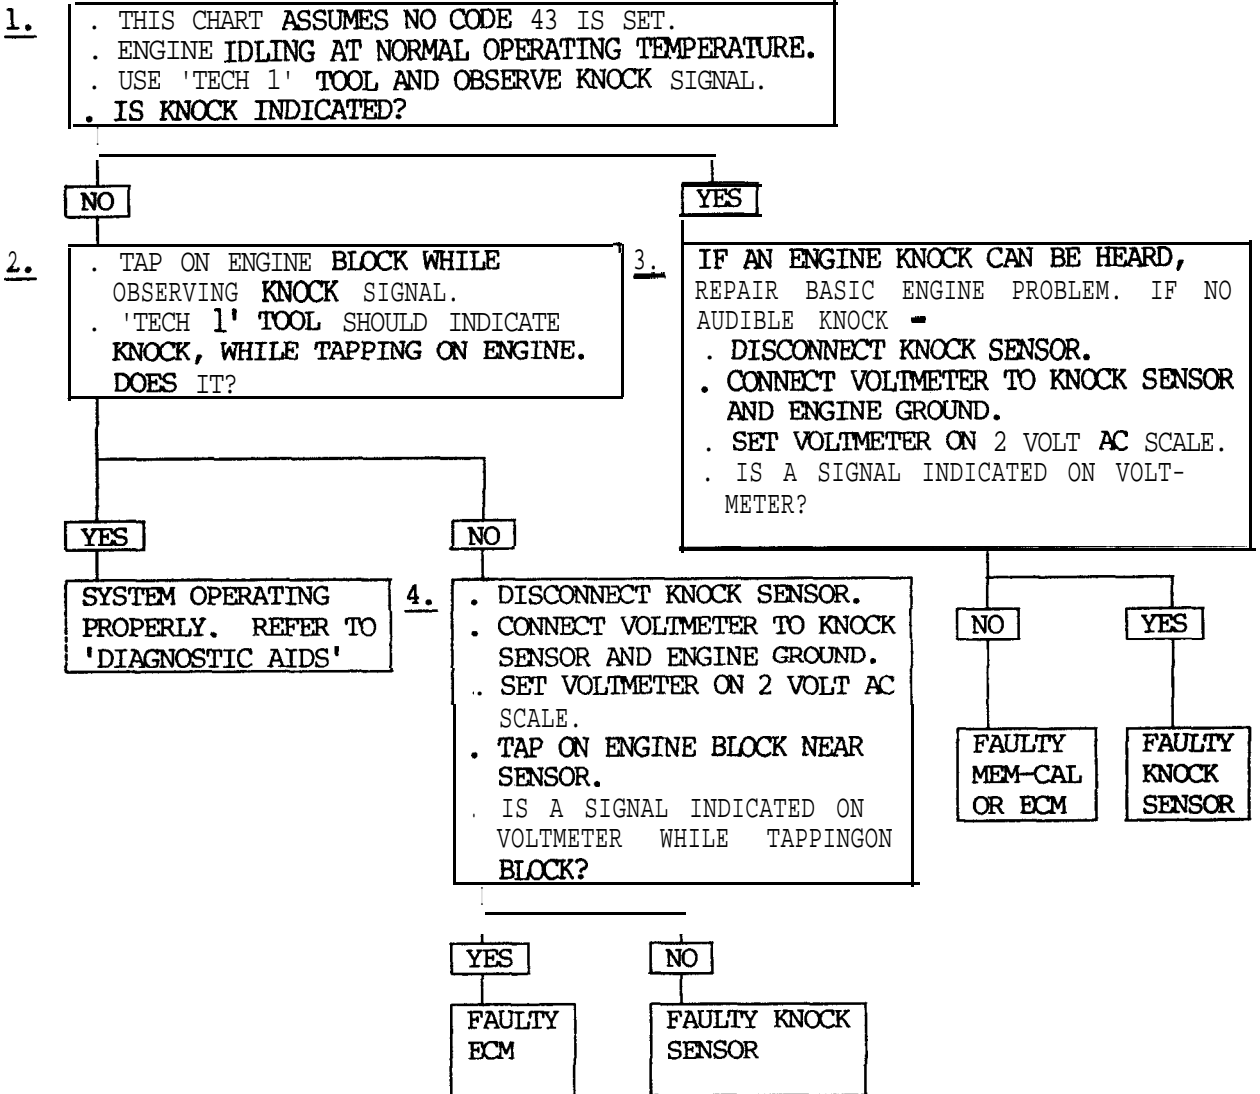 1.
. THIS CHART ASSUMES NO CODE 43 IS SET.
. ENGINE IDLING AT NORMAL OPERATING TEMPERATURE.
. USE 'TECH 1' TOOL AND OBSERVE KNOCK SIGNAL.
. IS KNOCK INDICATED?
NO
YES
2.
. TAP ON ENGINE BLOCK WHILE
OBSERVING KNOCK SIGNAL.
. 'TECH 1' TOOL SHOULD INDICATE
KNOCK, WHILE TAPPING ON ENGINE.
DOES IT?
3.
IF AN ENGINE KNOCK CAN BE HEARD,
REPAIR BASIC ENGINE PROBLEM. IF NO
AUDIBLE KNOCK -
. DISCONNECT KNOCK SENSOR.
. CONNECT VOLTMETER TO KNOCK SENSOR
AND ENGINE GROUND.
. SET VOLTMETER ON 2 VOLT AC SCALE.
. IS A SIGNAL INDICATED ON VOLT-
METER?
YES
NO
SYSTEM OPERATING
PROPERLY. REFER TO
'DIAGNOSTIC AIDS'
4.
. DISCONNECT KNOCK SENSOR.
. CONNECT VOLTMETER TO KNOCK
SENSOR AND ENGINE GROUND.
. SET VOLTMETER ON 2 VOLT AC
SCALE.
. TAP ON ENGINE BLOCK NEAR
SENSOR.
. IS A SIGNAL INDICATED ON
VOLTMETER WHILE TAPPINGON
BLOCK?
NO
YES
FAULTY
MEM-CAL
OR ECM
FAULTY
KNOCK
SENSOR
YES
NO
FAULTY
ECM
FAULTY KNOCK
SENSOR